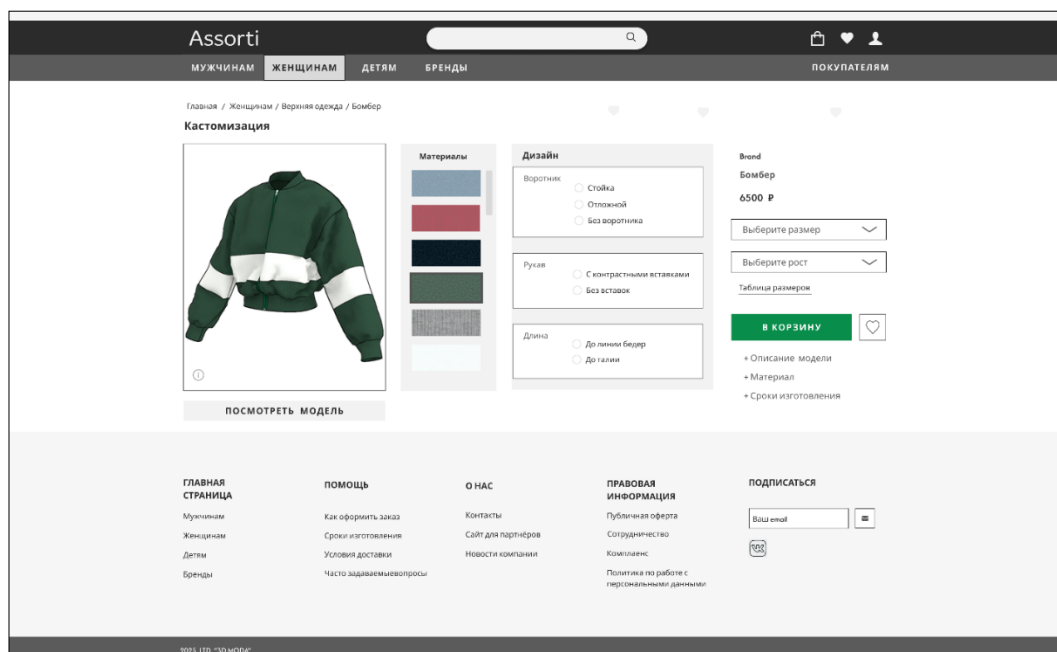 Assorti
МУЖЧИНАМ ЖЕНЩИНАМ ДЕТЯМ БРЕНДЫ ПОКУПАТЕЛЯМ
Главная / Женщинам / Верхняя одежда / Бомбер
Кастомизация
Материалы
Дизайн
Воротник
Стойка
Отложной
Без воротника
Рукав
С контрастными вставками
Без вставок
Длина
До линии бедер
До талии
Brand
Бомбер
6500 ₽
Выберите размер
Выберите рост
Таблица размеров
В КОРЗИНУ
+ Описание модели
+ Материал
+ Сроки изготовления
ПОСМОТРЕТЬ МОДЕЛЬ
ГЛАВНАЯ
СТРАНИЦА
Мужчинам
Женщинам
Детям
Бренды
ПОМОЩЬ
Как оформить заказ
Сроки изготовления
Условия доставки
Часто задаваемыевопросы
О НАС
Контакты
Сайт для партнёров
Новости компании
ПРАВОВАЯ
ИНФОРМАЦИЯ
Публичная оферта
Сотрудничество
Комплаенс
Политика по работе с
персональными данными
ПОДПИСАТЬСЯ
Ваш email
2025, LTD. "3D MODA"